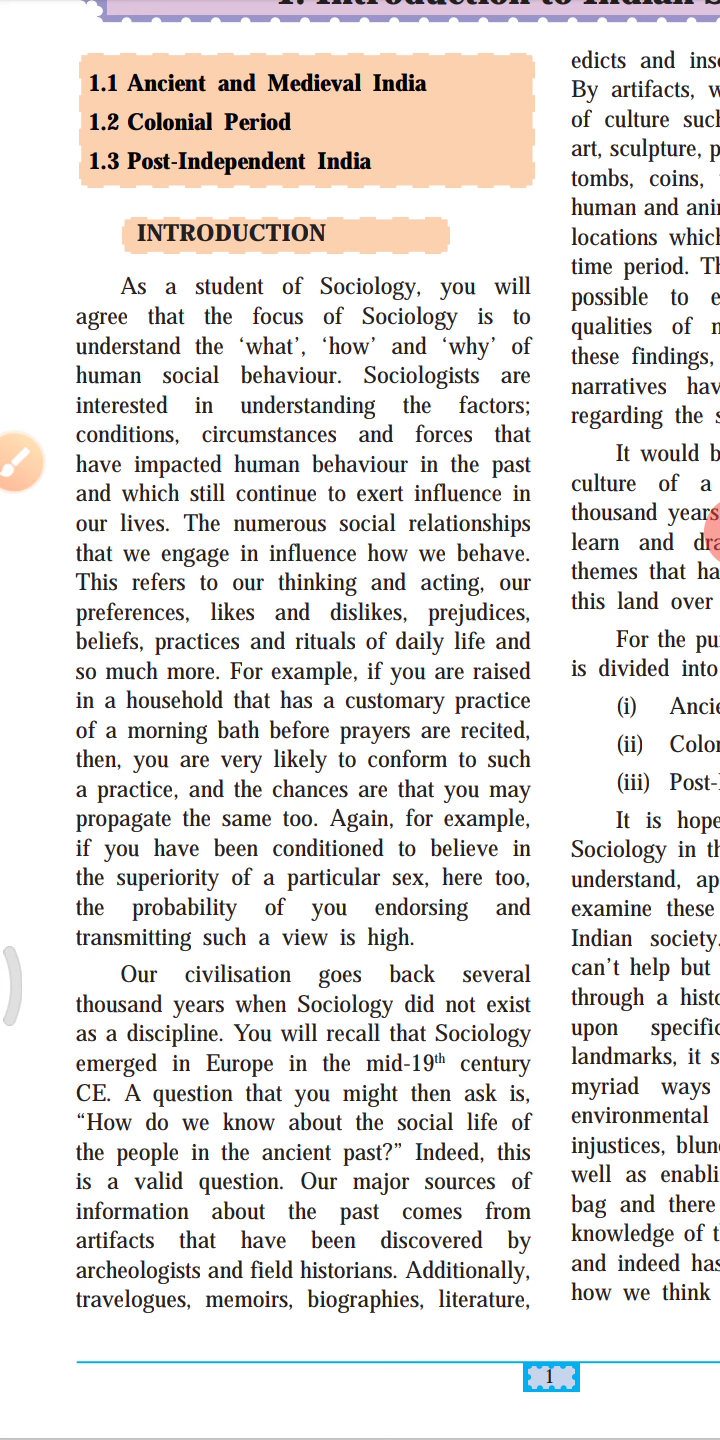 1.1 Ancient and Medieval India
1.2 Colonial Period
1.3 Post-Independent India
INTRODUCTION
As a student of Sociology, you will
agree that the focus of Sociology is to
understand the ‘what’, ‘how’ and ‘why’ of
human social behaviour. Sociologists are
interested in understanding the factors;
conditions, circumstances and forces that
have impacted human behaviour in the past
and which still continue to exert influence in
our lives. The numerous social relationships
that we engage in influence how we behave.
This refers to our thinking and acting, our
preferences, likes and dislikes, prejudices,
beliefs, practices and rituals of daily life and
so much more. For example, if you are raised
in a household that has a customary practice
of a morning bath before prayers are recited,
then, you are very likely to conform to such
a practice, and the chances are that you may
propagate the same too. Again, for example,
if you have been conditioned to believe in
the superiority of a particular sex, here too,
the probability of you endorsing and
transmitting such a view is high.
Our civilisation goes back several
thousand years when Sociology did not exist
as a discipline. You will recall that Sociology
emerged in Europe in the mid-19th century
CE. A question that you might then ask is,
“How do we know about the social life of
the people in the ancient past?” Indeed, this
is a valid question. Our major sources of
information about the past comes from
artifacts that have been discovered by
archeologists and field historians. Additionally,
travelogues, memoirs, biographies, literature,
edicts and
By artifacts,
of culture
art, sculpture,
tombs, coins,
human and
locations
time period.
possible to
qualities of
these findings,
narratives
regarding the
It would
culture of a
thousand years
learn and
themes that
this land over
For the
is divided into
(i)
(ii)
(iii)
It is
Sociology in
understand,
examine these
Indian society.
can’t help but
through a
upon
landmarks, it
myriad ways
environmental
injustices,
well as
bag and there
knowledge of
and indeed has
how we think
1